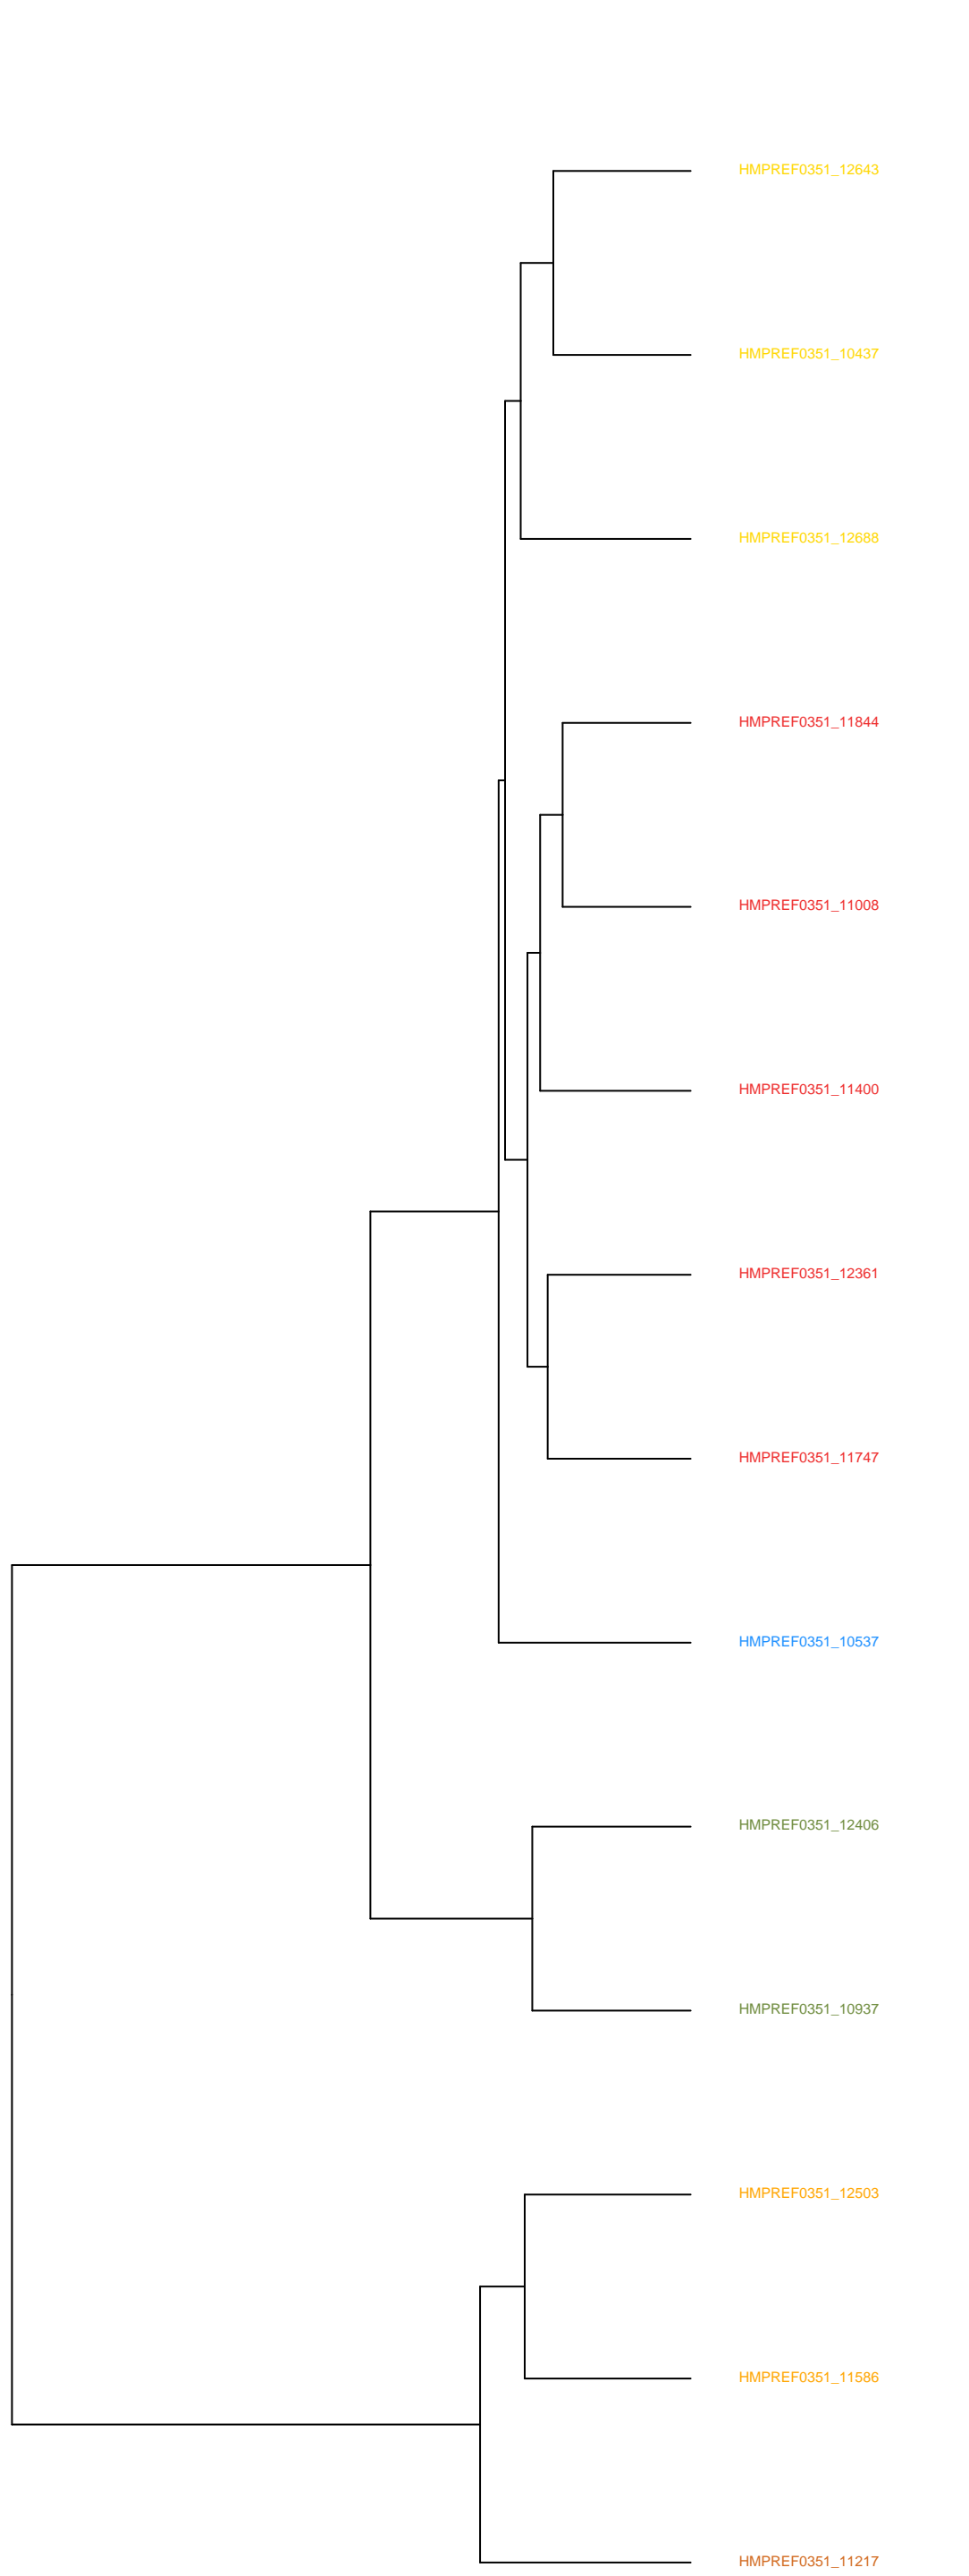 HMPREF0351_12643
HMPREF0351_10437
HMPREF0351_12688
HMPREF0351_11844
HMPREF0351_11008
HMPREF0351_11400
HMPREF0351_12361
HMPREF0351_11747
HMPREF0351_10537
HMPREF0351_12406
HMPREF0351_10937
HMPREF0351_12503
HMPREF0351_11586
HMPREF0351_11217